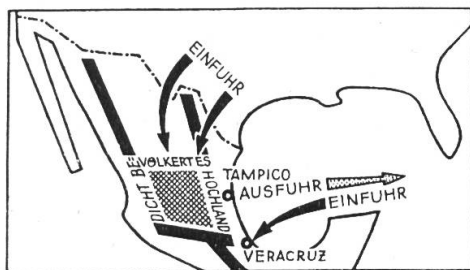 EINFUHR
DICHT BEVÖLKERTES HOCHLAND
TAMPICO
AUSFUHR
EINFUHR
VERACRUZ